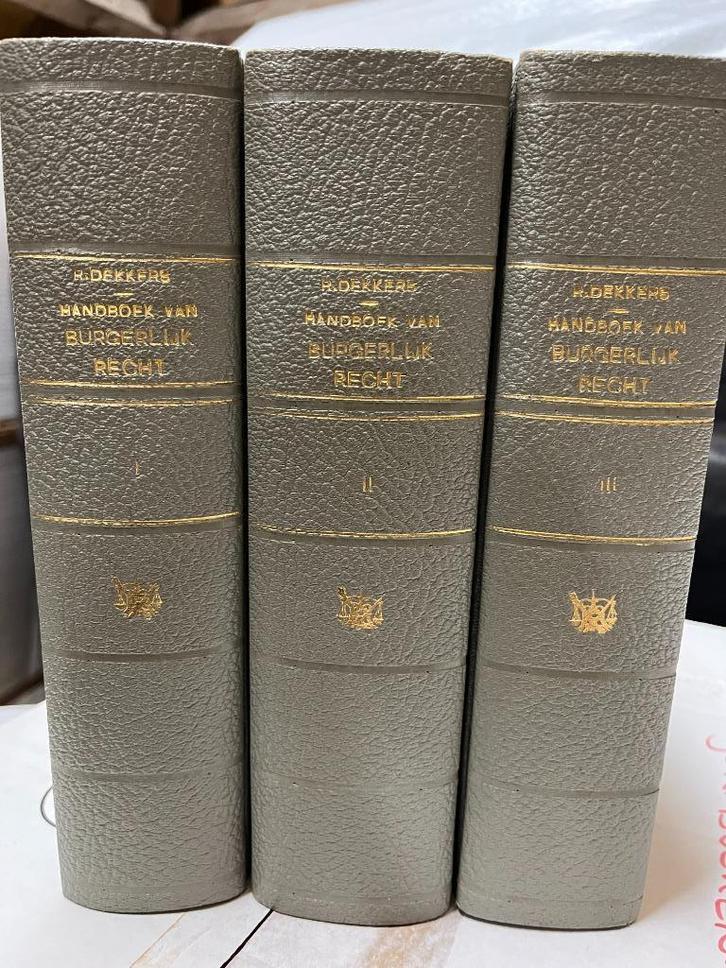 R. DEKKERS
HANDBOEK VAN
BURGERLIJK
RECHT
I
R. DEKKERS
HANDBOEK VAN
BURGERLIJK
RECHT
II
R. DEKKERS
HANDBOEK VAN
BURGERLIJK
RECHT
III